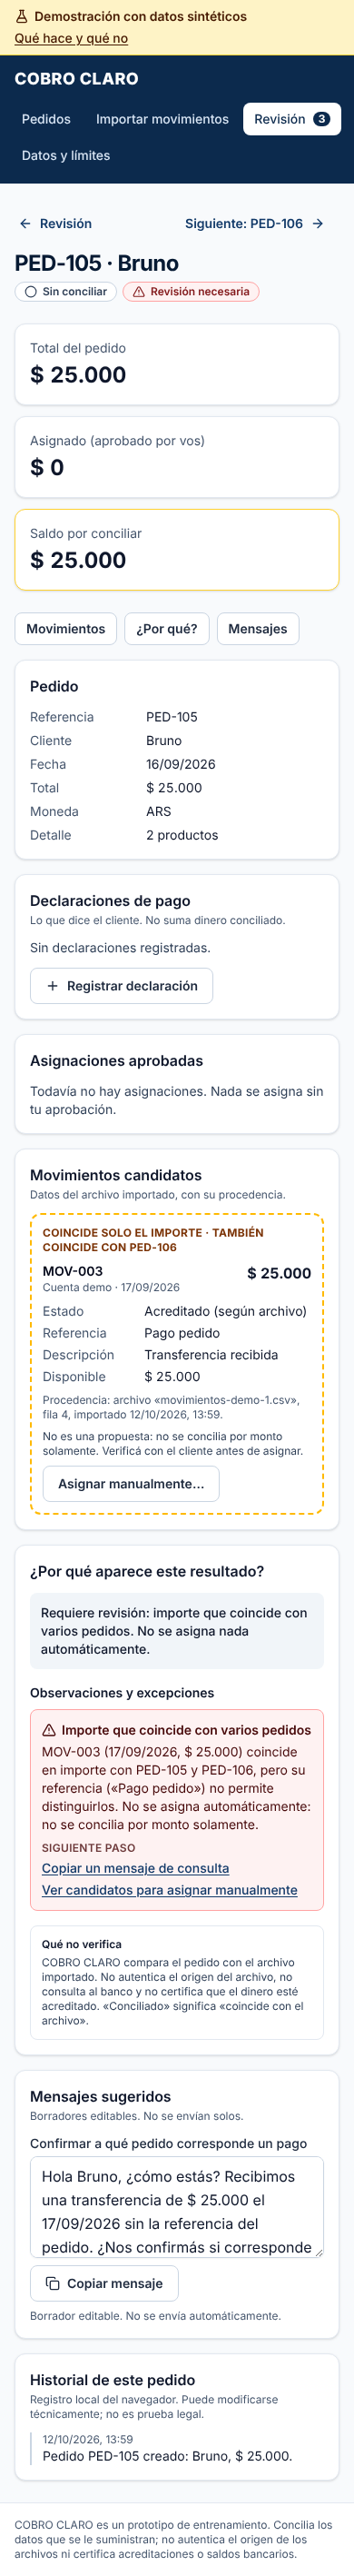 Demostración con datos sintéticos
Qué hace y qué no
COBRO CLARO
Pedidos
Importar movimientos
Revisión 3
Datos y límites
← Revisión
Siguiente: PED-106 →
PED-105 · Bruno
Sin conciliar
Revisión necesaria
Total del pedido
$ 25.000
Asignado (aprobado por vos)
$ 0
Saldo por conciliar
$ 25.000
Movimientos
¿Por qué?
Mensajes
Pedido
Referencia PED-105
Cliente Bruno
Fecha 16/09/2026
Total $ 25.000
Moneda ARS
Detalle 2 productos
Declaraciones de pago
Lo que dice el cliente. No suma dinero conciliado.
Sin declaraciones registradas.
+ Registrar declaración
Asignaciones aprobadas
Todavía no hay asignaciones. Nada se asigna sin
tu aprobación.
Movimientos candidatos
Datos del archivo importado, con su procedencia.
COINCIDE SOLO EL IMPORTE · TAMBIÉN
COINCIDE CON PED-106
MOV-003 $ 25.000
Cuenta demo · 17/09/2026
Estado Acreditado (según archivo)
Referencia Pago pedido
Descripción Transferencia recibida
Disponible $ 25.000
Procedencia: archivo «movimientos-demo-1.csv»,
fila 4, importado 12/10/2026, 13:59.
No es una propuesta: no se concilia por monto
solamente. Verificá con el cliente antes de asignar.
Asignar manualmente...
¿Por qué aparece este resultado?
Requiere revisión: importe que coincide con
varios pedidos. No se asigna nada
automáticamente.
Observaciones y excepciones
Importe que coincide con varios pedidos
MOV-003 (17/09/2026, $ 25.000) coincide
en importe con PED-105 y PED-106, pero su
referencia («Pago pedido») no permite
distinguirlos. No se asigna automáticamente:
no se concilia por monto solamente.
SIGUIENTE PASO
Copiar un mensaje de consulta
Ver candidatos para asignar manualmente
Qué no verifica
COBRO CLARO compara el pedido con el archivo
importado. No autentica el origen del archivo, no
consulta al banco y no certifica que el dinero esté
acreditado. «Conciliado» significa «coincide con el
archivo».
Mensajes sugeridos
Borradores editables. No se envían solos.
Confirmar a qué pedido corresponde un pago
Hola Bruno, ¿cómo estás? Recibimos
una transferencia de $ 25.000 el
17/09/2026 sin la referencia del
pedido. ¿Nos confirmás si corresponde
Copiar mensaje
Borrador editable. No se envía automáticamente.
Historial de este pedido
Registro local del navegador. Puede modificarse
técnicamente; no es prueba legal.
12/10/2026, 13:59
Pedido PED-105 creado: Bruno, $ 25.000.
COBRO CLARO es un prototipo de entrenamiento. Concilia los
datos que se le suministran; no autentica el origen de los
archivos ni certifica acreditaciones o saldos bancarios.